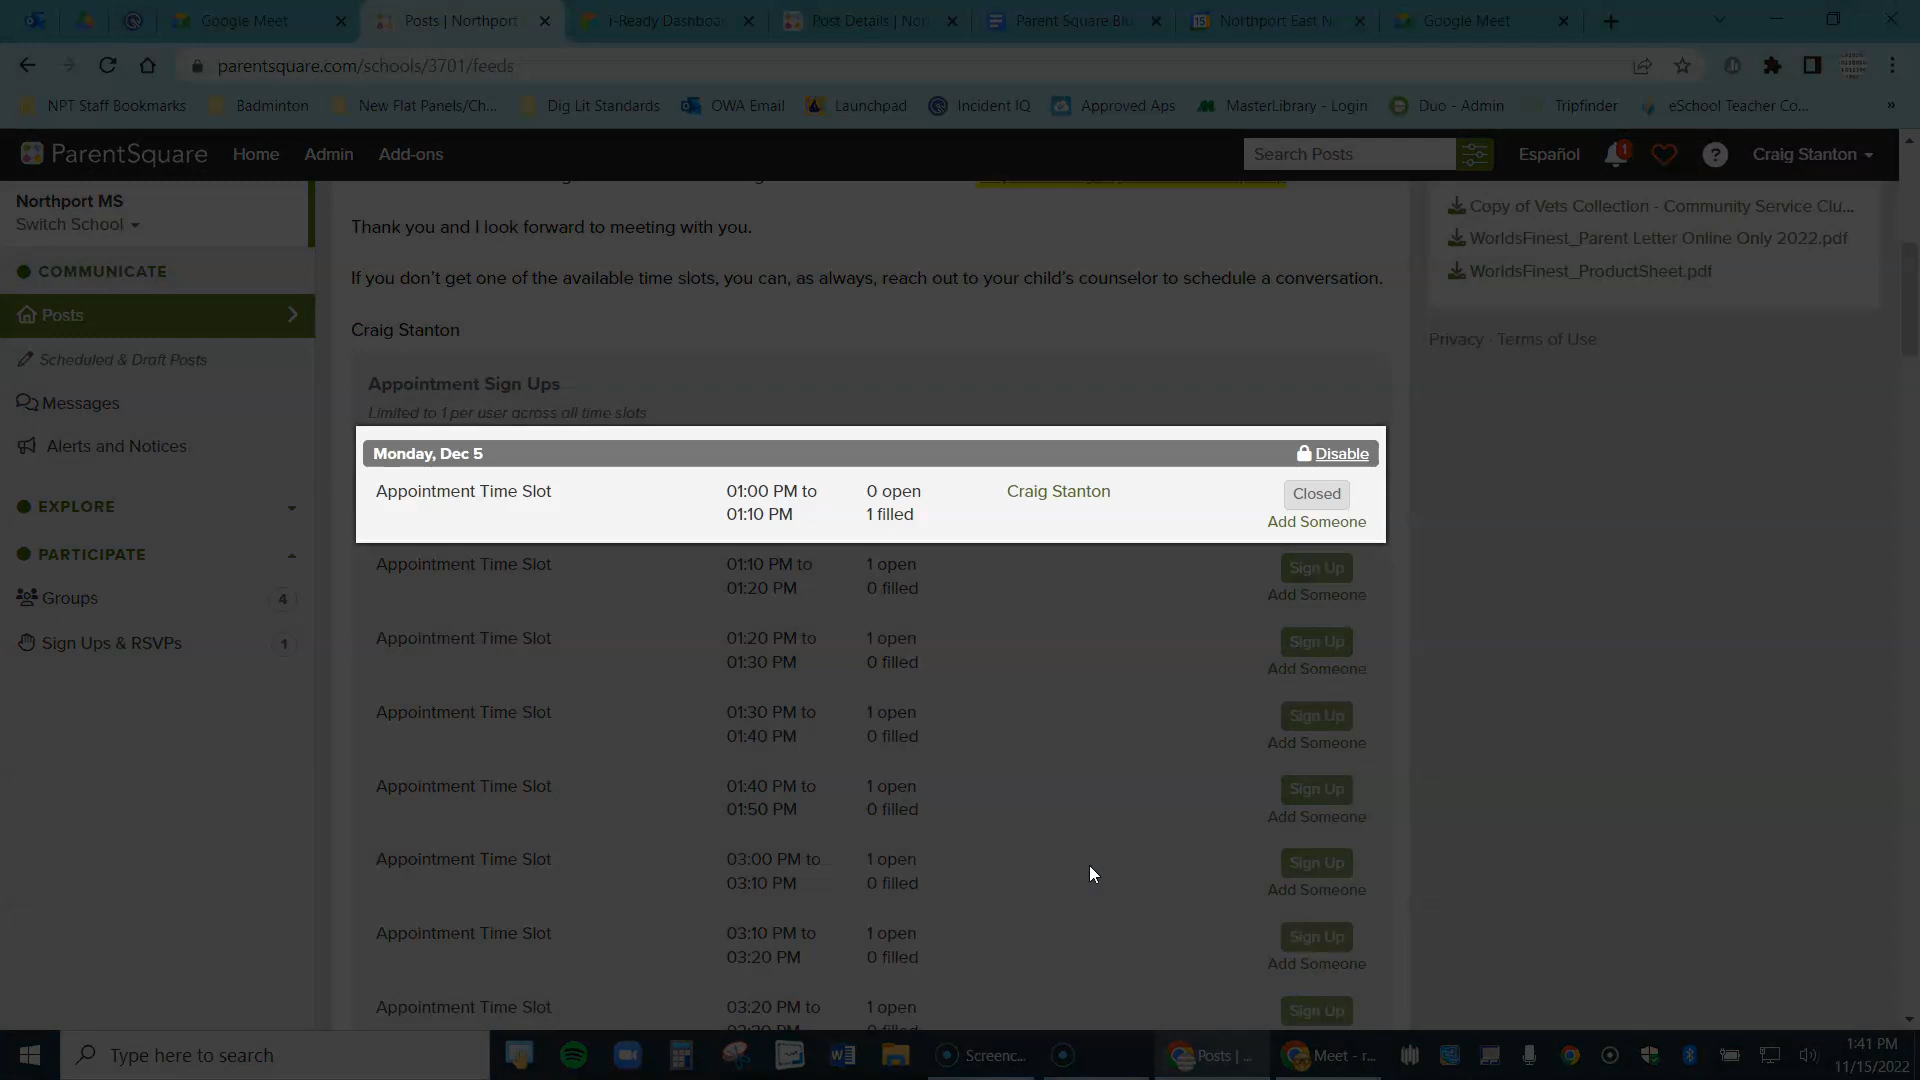 Google Meet
Posts | Northport
i-Ready Dashboa
Post Details | Nor
Parent Square Blu
15
Northport East N
Google Meet
parentsquare.com/schools/3701/feeds
NPT Staff Bookmarks
Badminton
New Flat Panels/Ch...
Dig Lit Standards
OWA Email
Launchpad
Incident IQ
Approved Aps
MasterLibrary - Login
Duo - Admin
Tripfinder
eSchool Teacher Co...
»
ParentSquare
Home
Admin
Add-ons
Search Posts
Español
1
?
Craig Stanton
Northport MS
Switch School
COMMUNICATE
Posts
Scheduled & Draft Posts
Messages
Alerts and Notices
EXPLORE
PARTICIPATE
Groups
4
Sign Ups & RSVPs
1
Thank you and I look forward to meeting with you.
If you don't get one of the available time slots, you can, as always, reach out to your child's counselor to schedule a conversation.
Craig Stanton
Appointment Sign Ups
Limited to 1 per user across all time slots
Monday, Dec 5
Disable
Appointment Time Slot
01:00 PM to
01:10 PM
0 open
1 filled
Craig Stanton
Closed
Add Someone
Appointment Time Slot
01:10 PM to
01:20 PM
1 open
0 filled
Sign Up
Add Someone
Appointment Time Slot
01:20 PM to
01:30 PM
1 open
0 filled
Sign Up
Add Someone
Appointment Time Slot
01:30 PM to
01:40 PM
1 open
0 filled
Sign Up
Add Someone
Appointment Time Slot
01:40 PM to
01:50 PM
1 open
0 filled
Sign Up
Add Someone
Appointment Time Slot
03:00 PM to
03:10 PM
1 open
0 filled
Sign Up
Add Someone
Appointment Time Slot
03:10 PM to
03:20 PM
1 open
0 filled
Sign Up
Add Someone
Appointment Time Slot
03:20 PM to
1 open
Sign Up
Copy of Vets Collection - Community Service Clu...
WorldsFinest_Parent Letter Online Only 2022.pdf
WorldsFinest_ProductSheet.pdf
Privacy · Terms of Use
Type here to search
Screenc...
Posts | ...
Meet - r...
1:41 PM
11/15/2022